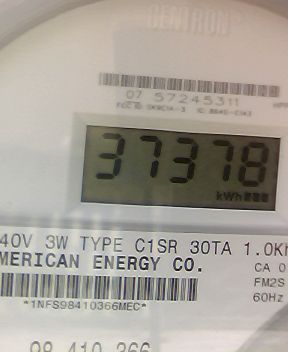 CENTRON
07 57245311
37378
kWh
40V 3W TYPE C1SR 30TA 1.0K
MERICAN ENERGY CO.
CA 0
FM2S
60Hz
*1NFS98410366MEC*
98 410 366